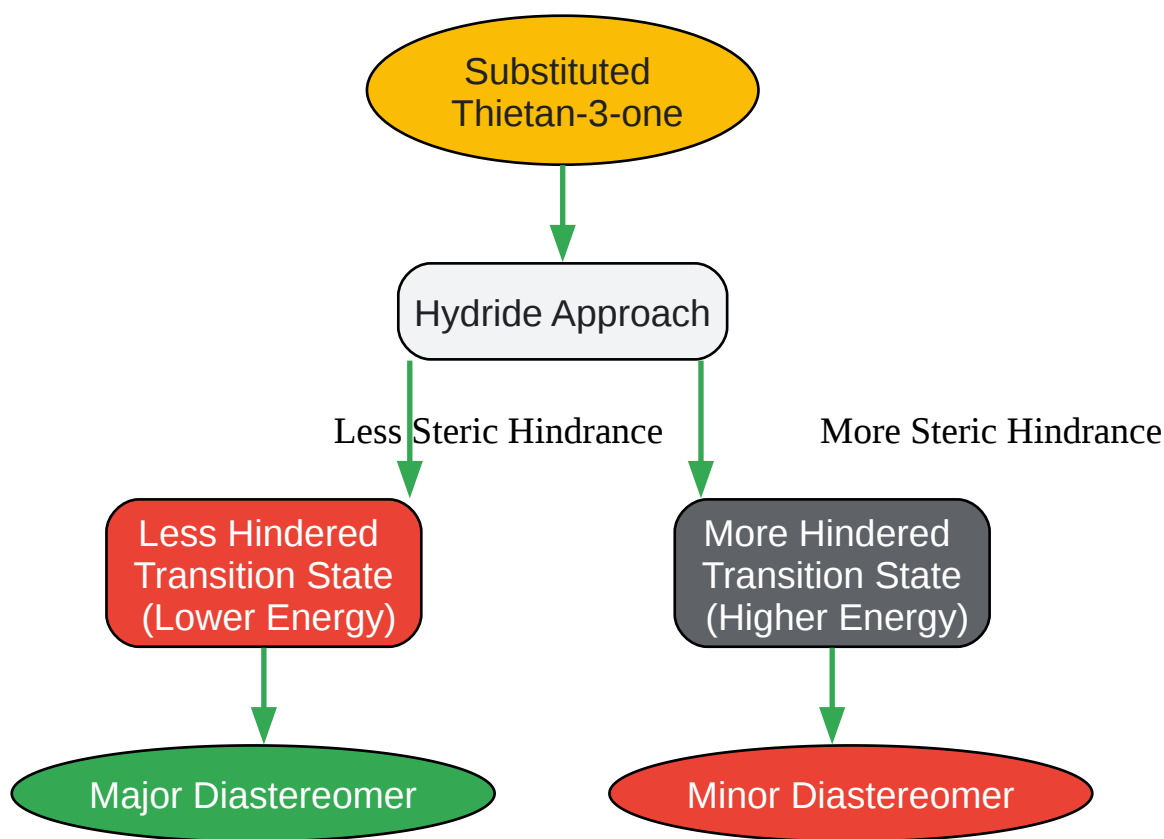 Substituted
Thietan-3-one
Hydride Approach
Less Steric Hindrance
More Steric Hindrance
Less Hindered
Transition State
(Lower Energy)
More Hindered
Transition State
(Higher Energy)
Major Diastereomer
Minor Diastereomer